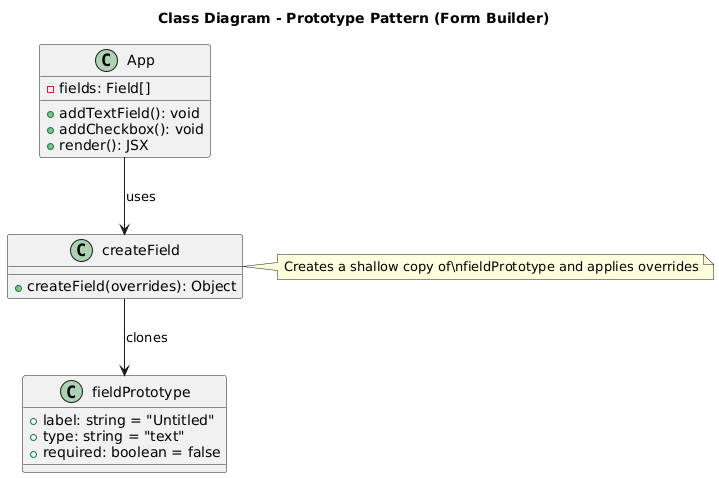 Class Diagram - Prototype Pattern (Form Builder)
C App
fields: Field[]
addTextField(): void
addCheckbox(): void
render(): JSX
uses
C createField
createField(overrides): Object
Creates a shallow copy of\nfieldPrototype and applies overrides
clones
C fieldPrototype
label: string = "Untitled"
type: string = "text"
required: boolean = false